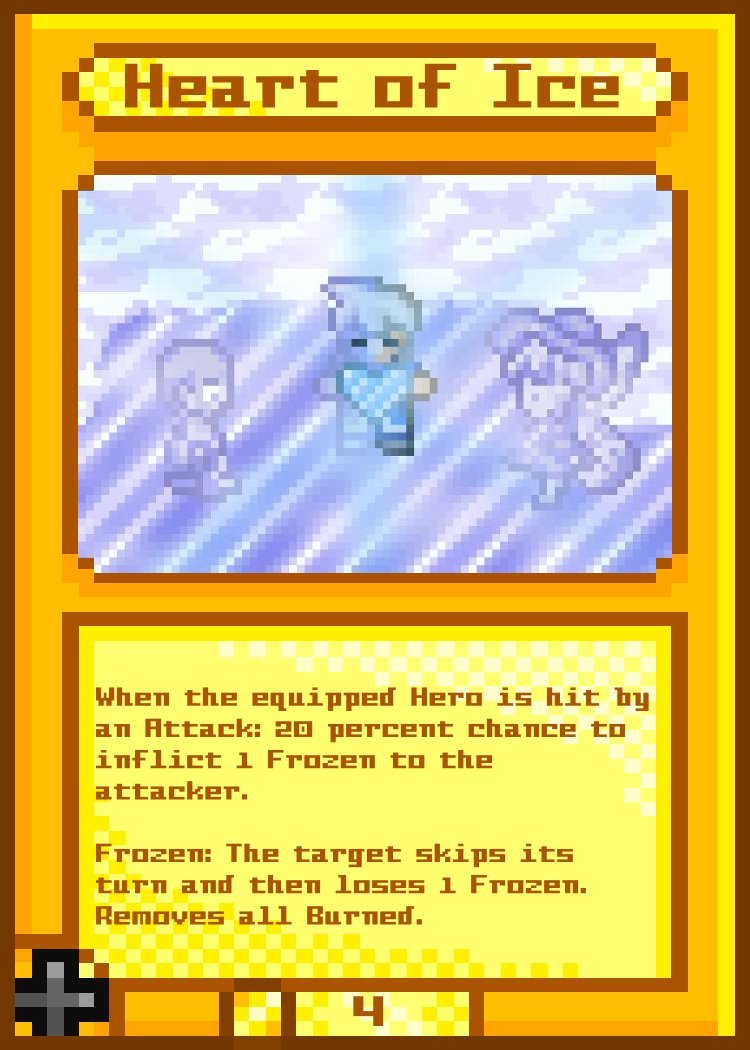 Heart of Ice
When the equipped Hero is hit by
an Attack: 20 percent chance to
inflict 1 Frozen to the
attacker.
Frozen: The target skips its
turn and then loses 1 Frozen.
Removes all Burned.
4